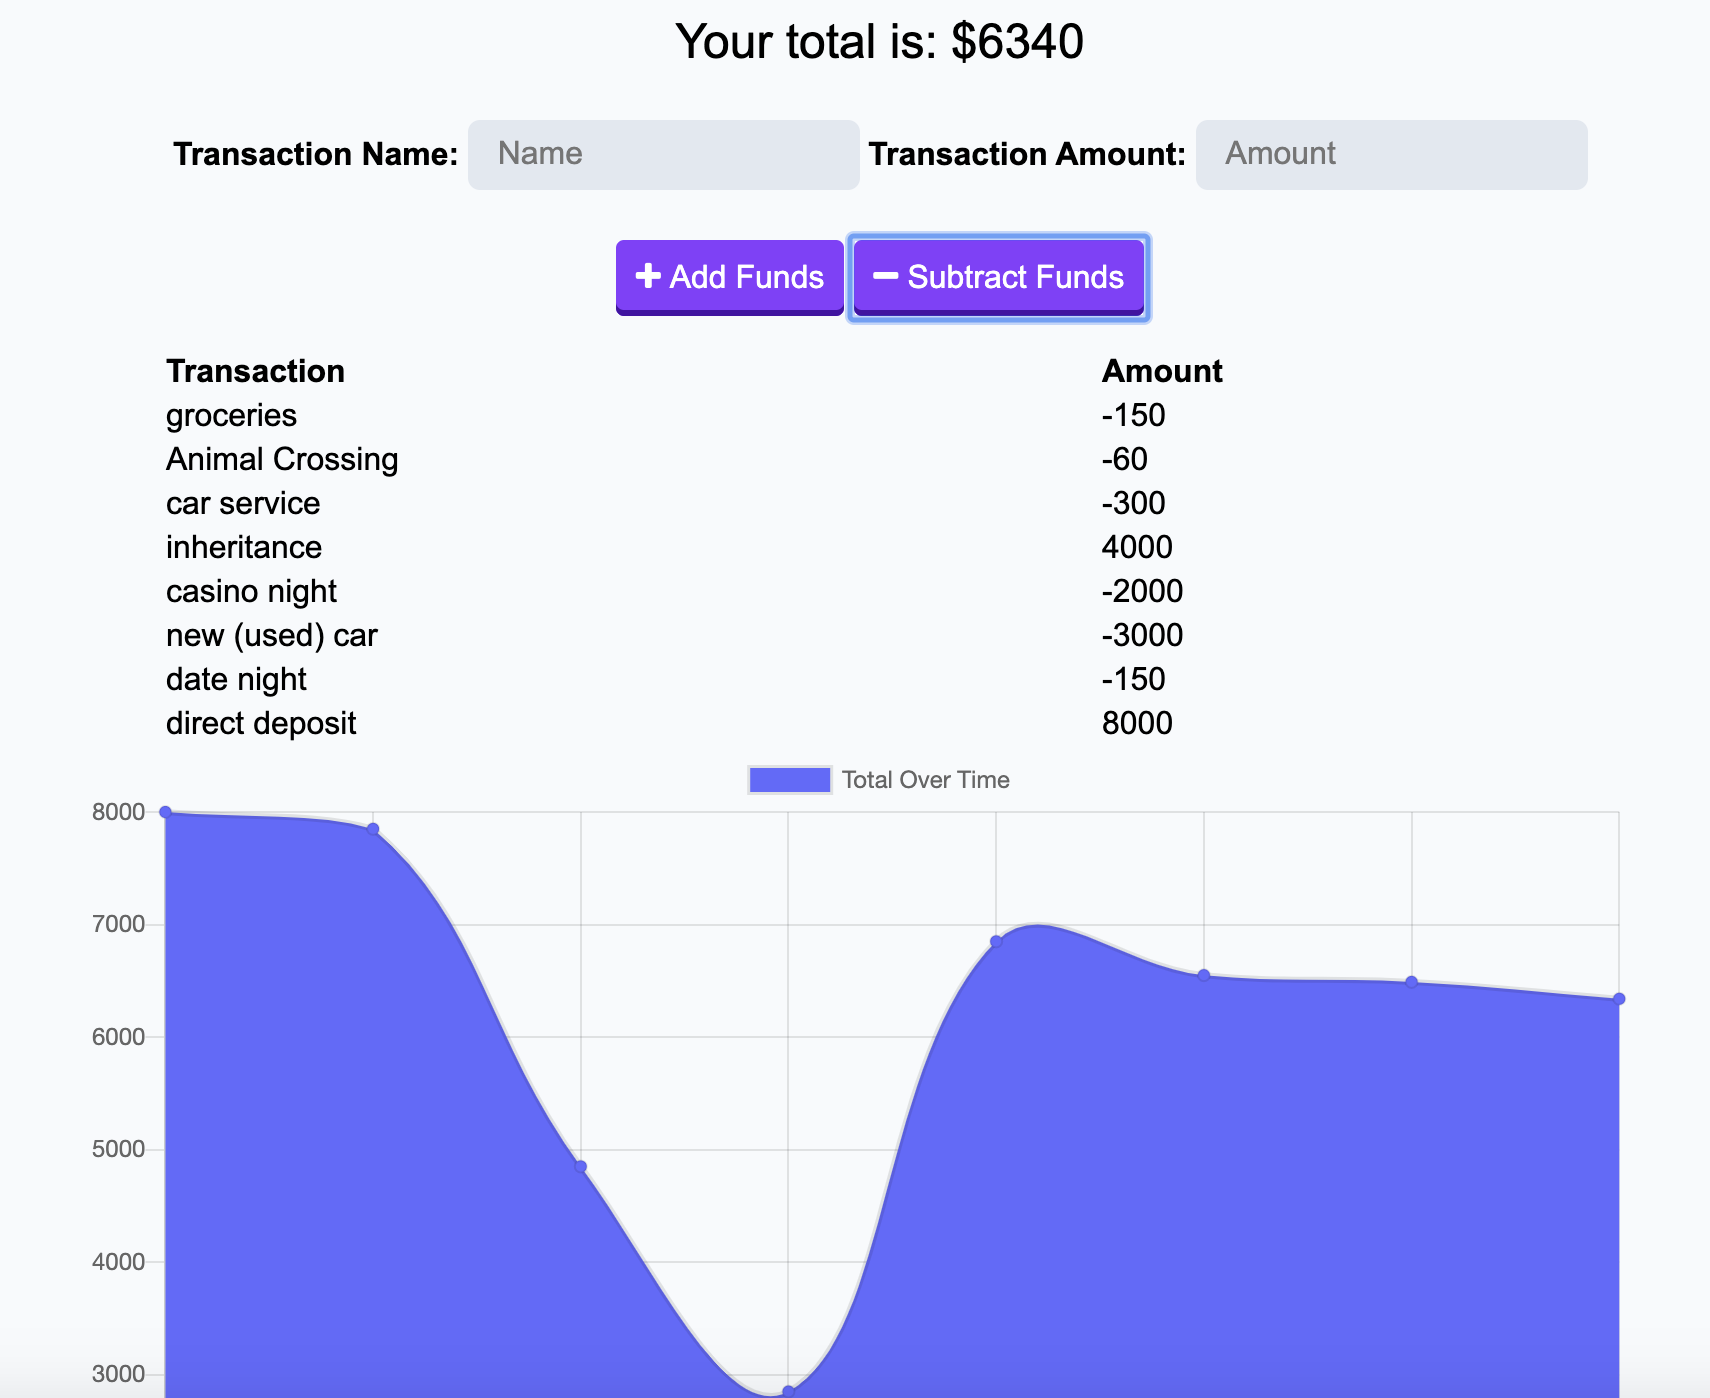 Your total is: $6340
Transaction Name: Name Transaction Amount: Amount
Add Funds Subtract Funds
Transaction Amount
groceries -150
Animal Crossing -60
car service -300
inheritance 4000
casino night -2000
new (used) car -3000
date night -150
direct deposit 8000
Total Over Time
8000
7000
6000
5000
4000
3000